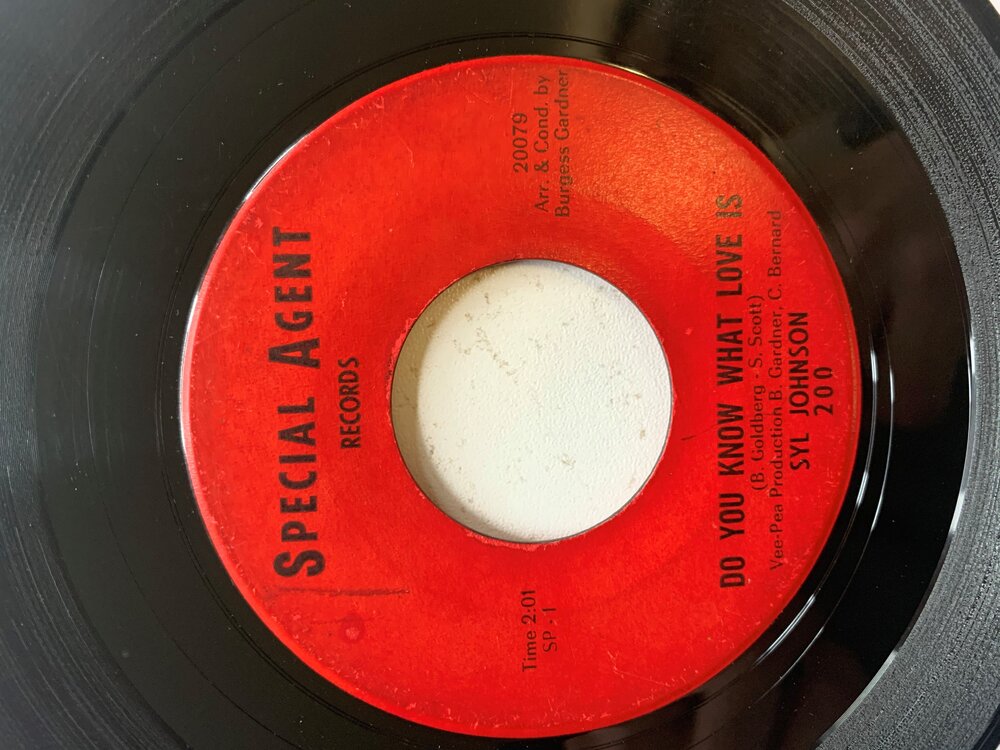 SPECIAL AGENT
RECORDS
Time 2:01
SP - 1
20079
Arr. & Cond. by
Burgess Gardner
DO YOU KNOW WHAT LOVE IS
(B. Goldberg - S. Scott)
Vee-Pea Production B. Gardner, C. Bernard
SYL JOHNSON
200